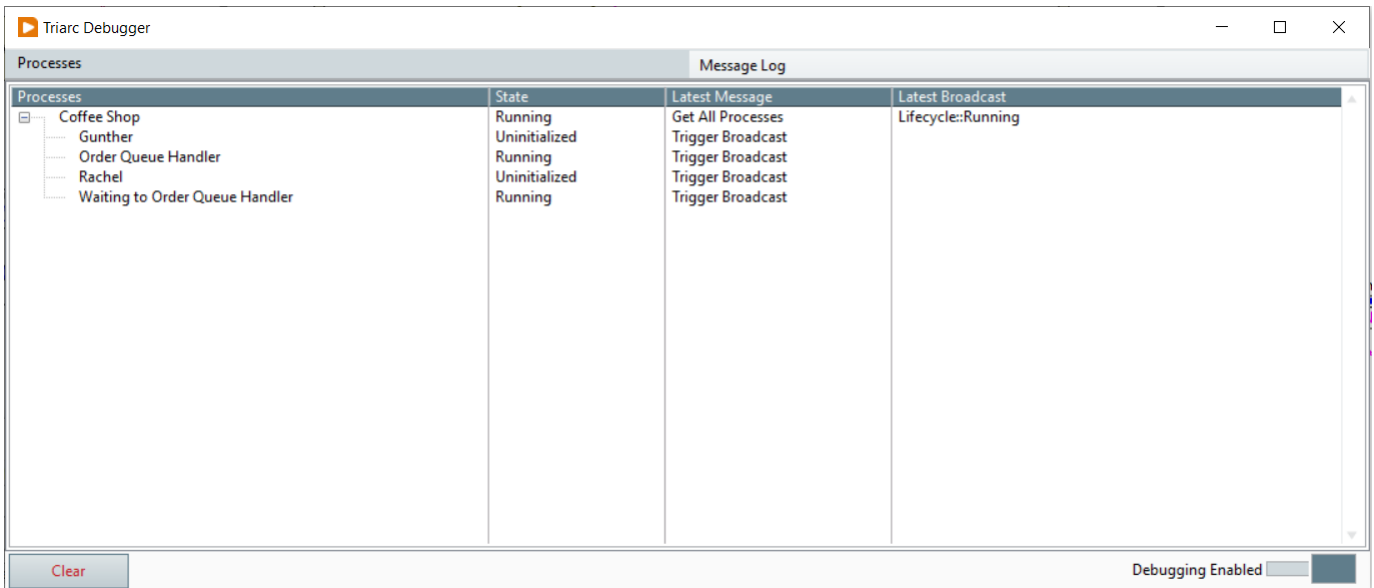 Triarc Debugger
Processes Message Log
Processes State Latest Message Latest Broadcast
Coffee Shop Running Get All Processes Lifecycle::Running
Gunther Uninitialized Trigger Broadcast
Order Queue Handler Running Trigger Broadcast
Rachel Uninitialized Trigger Broadcast
Waiting to Order Queue Handler Running Trigger Broadcast
Clear Debugging Enabled